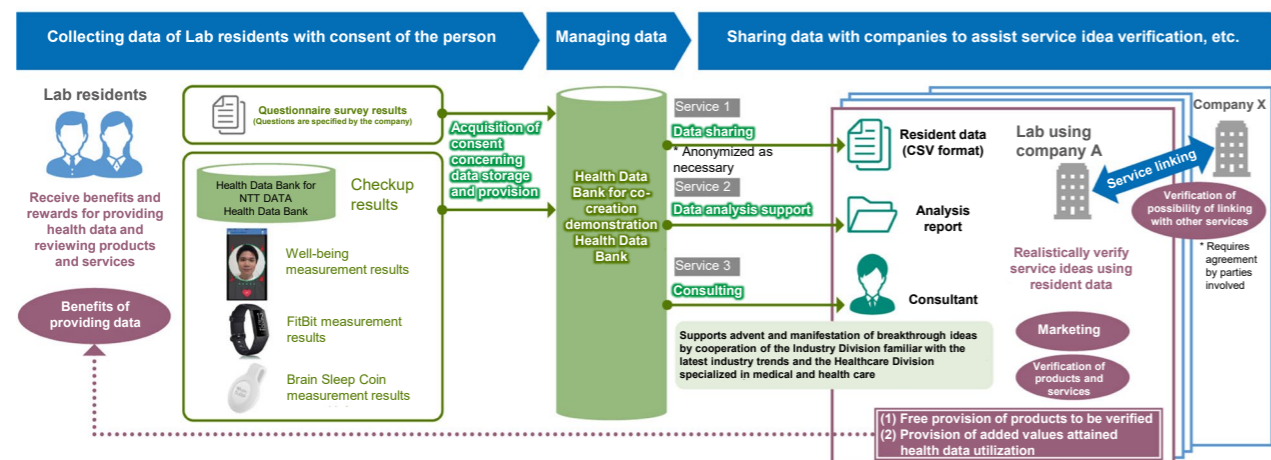 Collecting data of Lab residents with consent of the person
Managing data
Sharing data with companies to assist service idea verification, etc.
Lab residents
Receive benefits and
rewards for providing
health data and
reviewing products
and services
Benefits of
providing data
Questionnaire survey results
(Questions are specified by the company)
Health Data Bank for
NTT DATA
Health Data Bank
Checkup
results
Well-being
measurement results
FitBit measurement
results
Brain Sleep Coin
measurement results
Acquisition of
consent
concerning
data storage
and provision
Health Data
Bank for co-
creation
demonstration
Health Data
Bank
Service 1
Data sharing
* Anonymized as
necessary
Service 2
Data analysis support
Service 3
Consulting
Resident data
(CSV format)
Analysis
report
Consultant
Supports advent and manifestation of breakthrough ideas
by cooperation of the Industry Division familiar with the
latest industry trends and the Healthcare Division
specialized in medical and health care
Lab using
company A
Realistically verify
service ideas using
resident data
Marketing
Verification of
products and
services
Service linking
Company X
Verification of
possibility of linking
with other services
* Requires
agreement
by parties
involved
(1) Free provision of products to be verified
(2) Provision of added values attained
health data utilization